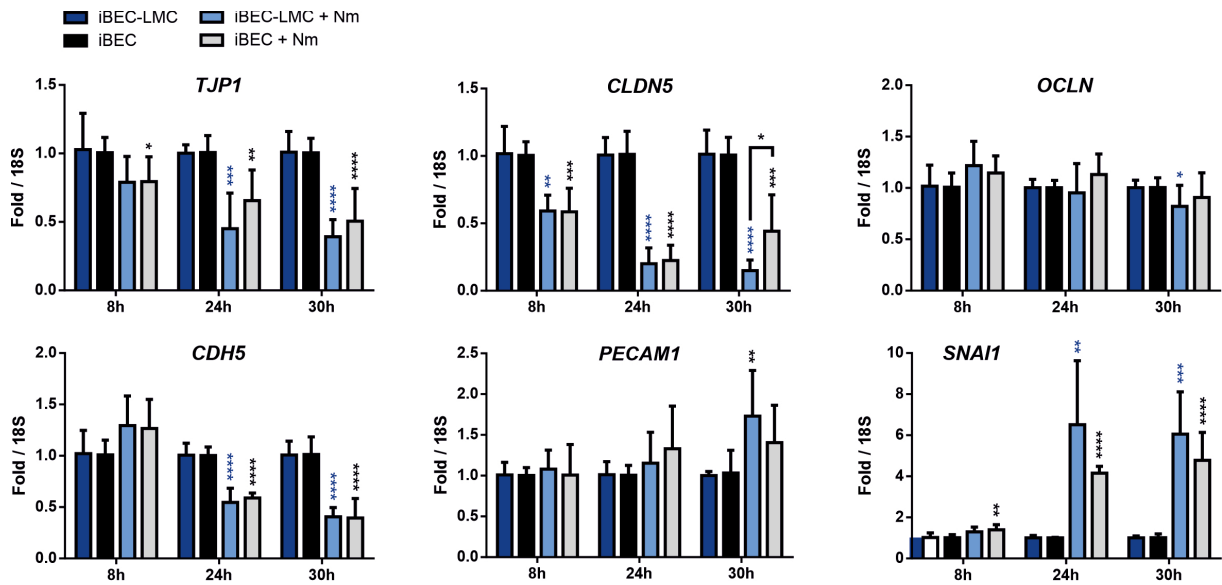 iBEC-LMC iBEC-LMC + Nm
iBEC iBEC + Nm
TJP1
Fold / 18S
1.5
1.0
0.5
0.0
* *** ** **** ****
8h 24h 30h
CLDN5
Fold / 18S
1.5
1.0
0.5
0.0
** *** **** **** **** * ***
8h 24h 30h
OCLN
Fold / 18S
2.0
1.5
1.0
0.5
0.0
*
8h 24h 30h
CDH5
Fold / 18S
2.0
1.5
1.0
0.5
0.0
**** **** **** ****
8h 24h 30h
PECAM1
Fold / 18S
2.5
2.0
1.5
1.0
0.5
0.0
**
8h 24h 30h
SNAI1
Fold / 18S
10
8
6
4
2
0
** ** **** *** ****
8h 24h 30h